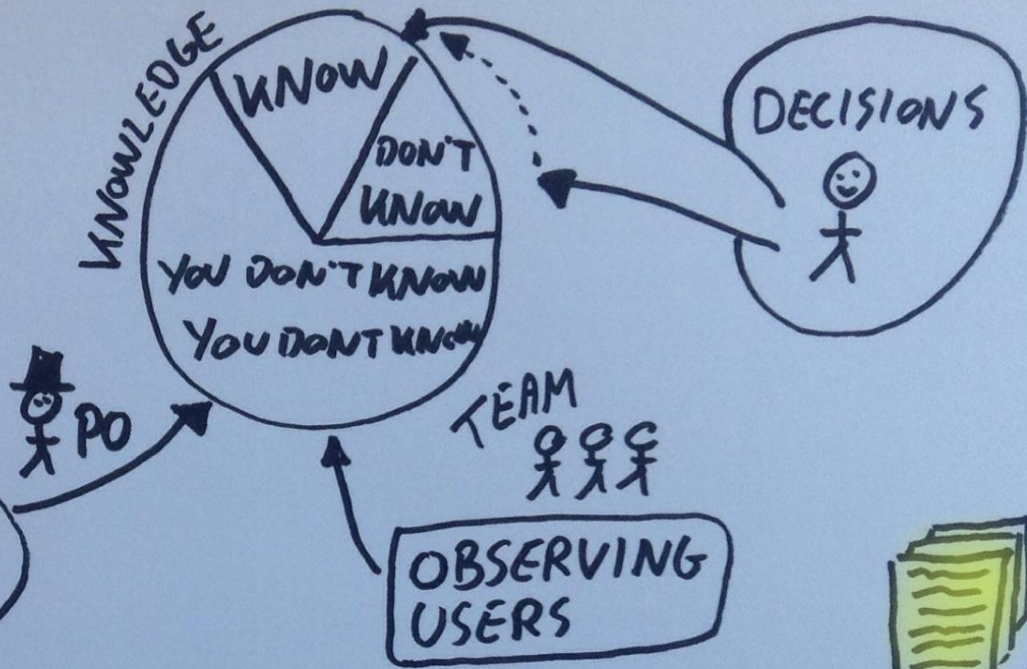 KNOWLEDGE
KNOW
DON'T
KNOW
YOU DON'T KNOW
YOU DONT KNOW
DECISIONS
PO
TEAM
OBSERVING
USERS